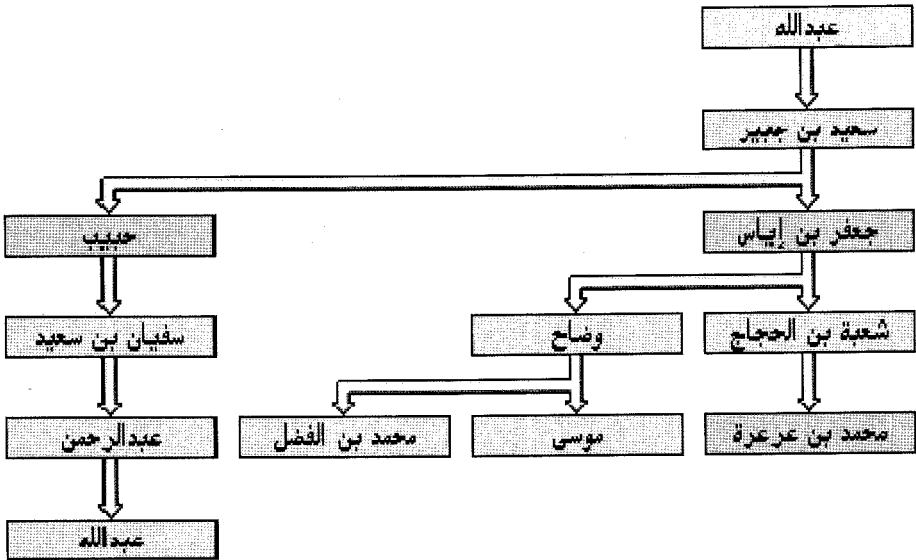 عبدالله
سعيد بن جبير
جعفر بن إياس
حبيب
شعبة بن الحجاج
وضاح
سفيان بن سعيد
محمد بن عرعرة
موسى
محمد بن الفضل
عبدالرحمن
عبدالله